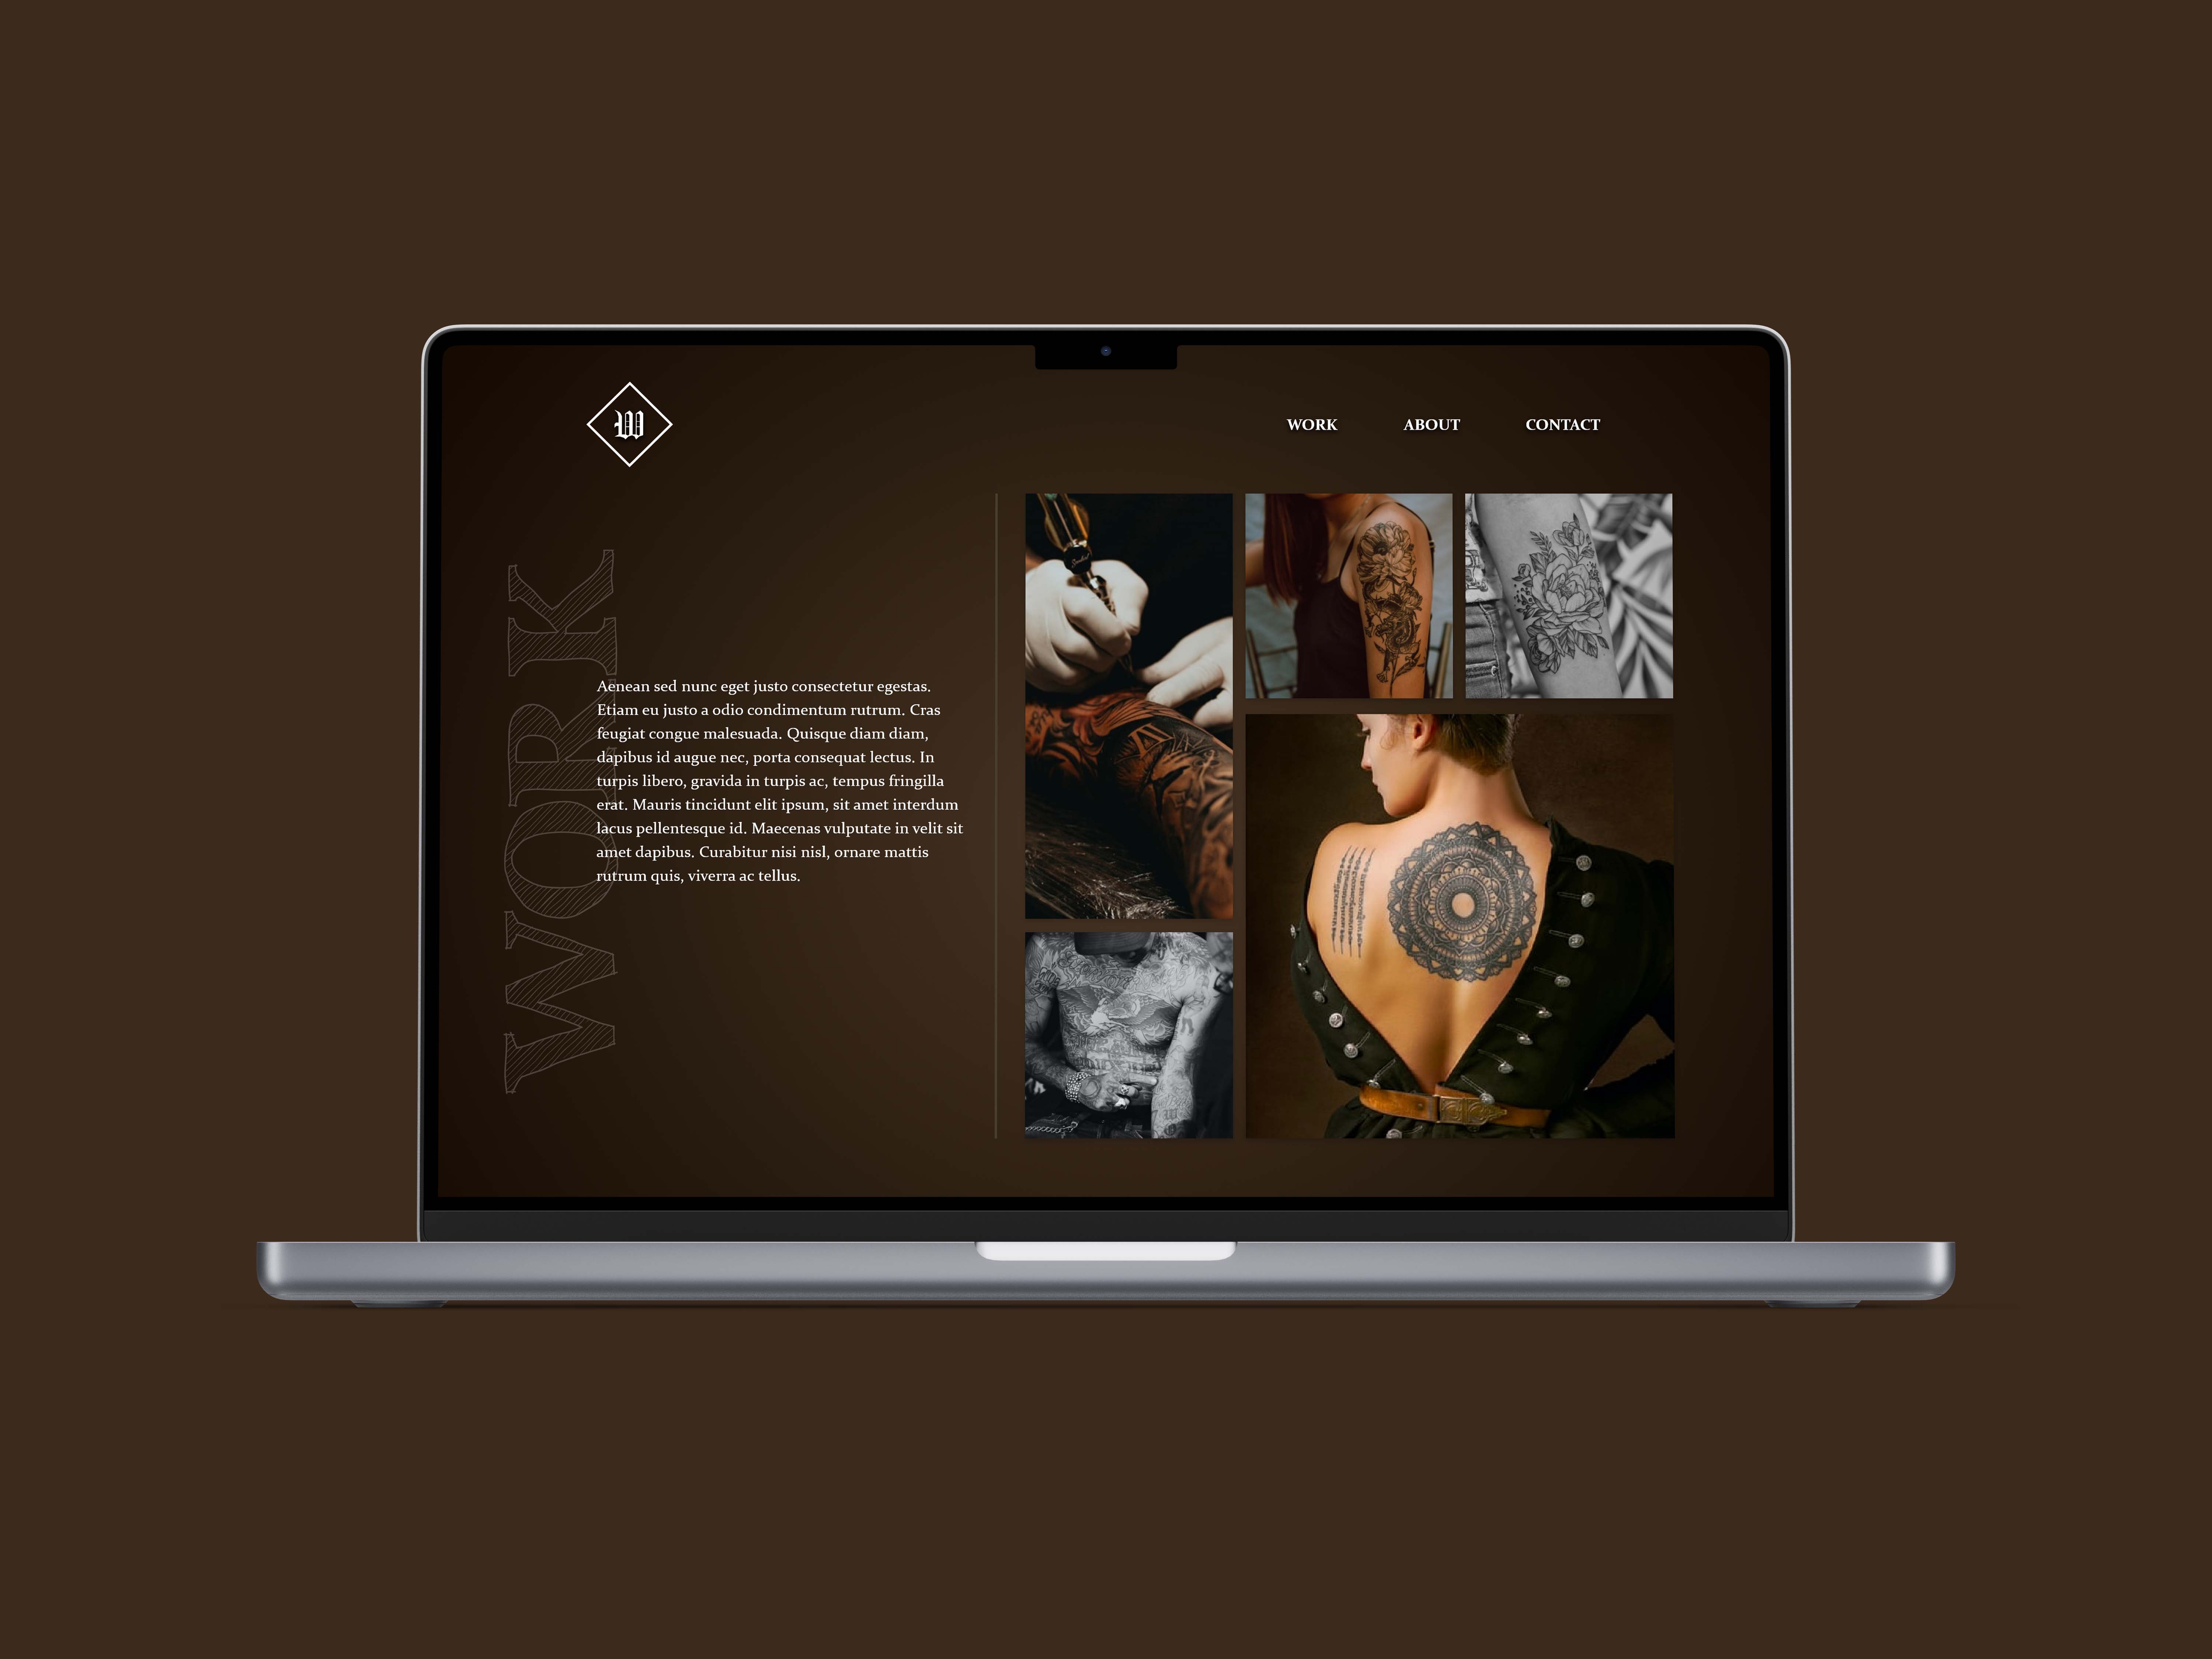 W
WORK ABOUT CONTACT
WORK
Aenean sed nunc eget justo consectetur egestas.
Etiam eu justo a odio condimentum rutrum. Cras
feugiat congue malesuada. Quisque diam diam,
dapibus id augue nec, porta consequat lectus. In
turpis libero, gravida in turpis ac, tempus fringilla
erat. Mauris tincidunt elit ipsum, sit amet interdum
lacus pellentesque id. Maecenas vulputate in velit sit
amet dapibus. Curabitur nisi nisl, ornare mattis
rutrum quis, viverra ac tellus.